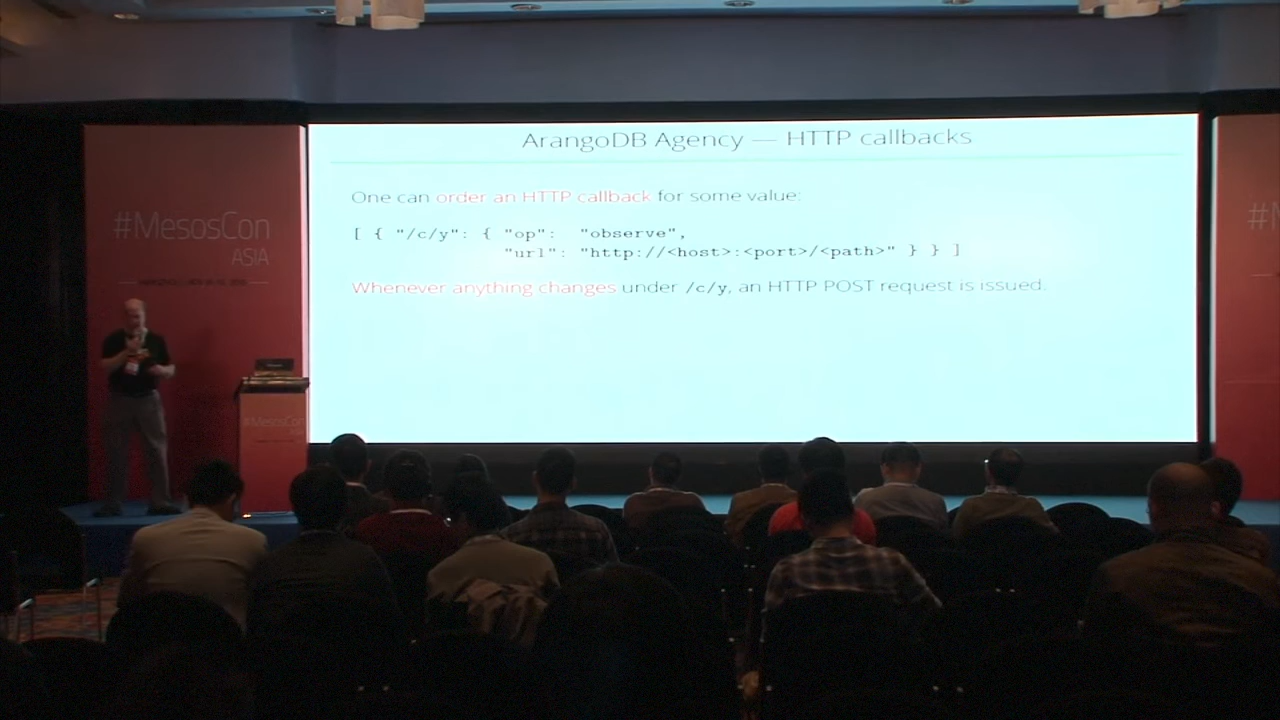 ArangoDB Agency — HTTP callbacks
One can order an HTTP callback for some value:
[ { "/c/y": { "op": "observe",
"url": "http://<host>:<port>/<path>" } } ]
Whenever anything changes under /c/y, an HTTP POST request is issued.
#MesosCon
ASIA
#MesosCon